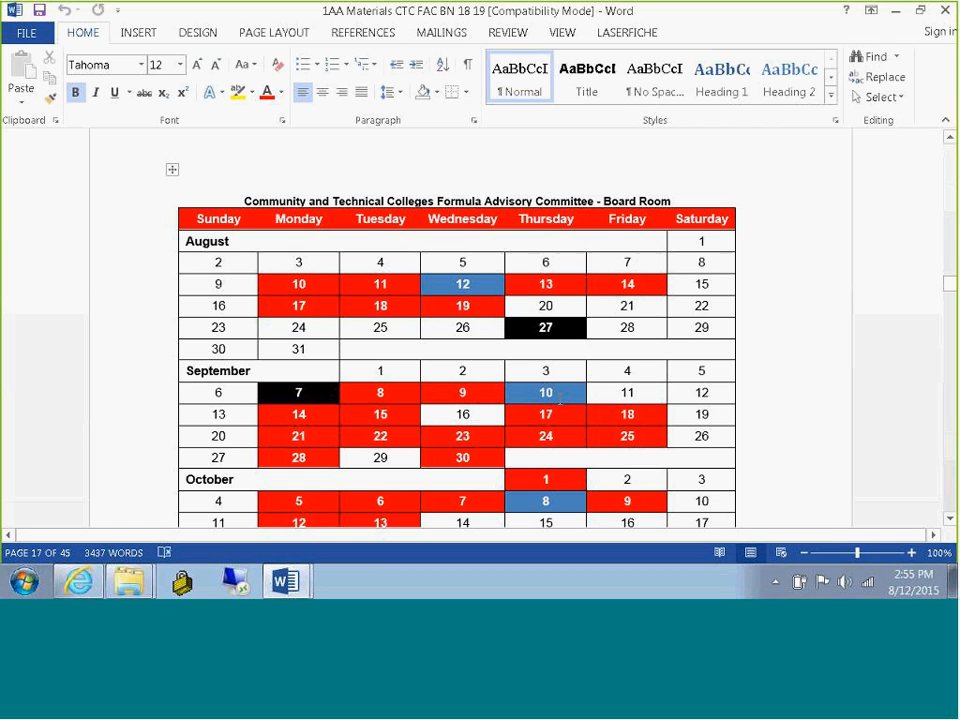 1AA Materials CTC FAC BN 18 19 [Compatibility Mode] - Word
? 
Sign in
FILE HOME INSERT DESIGN PAGE LAYOUT REFERENCES MAILINGS REVIEW VIEW LASERFICHE
Paste
Tahoma 12
Aa
B I U abc x₂ x²
A A
AaBbCcI AaBbCcI AaBbCcI AaBbCc AaBbCc
¶ Normal Title ¶ No Spac... Heading 1 Heading 2
Find
Replace
Select
Clipboard Font Paragraph Styles Editing
Community and Technical Colleges Formula Advisory Committee - Board Room
Sunday Monday Tuesday Wednesday Thursday Friday Saturday
August 1
2 3 4 5 6 7 8
9 10 11 12 13 14 15
16 17 18 19 20 21 22
23 24 25 26 27 28 29
30 31
September 1 2 3 4 5
6 7 8 9 10 11 12
13 14 15 16 17 18 19
20 21 22 23 24 25 26
27 28 29 30
October 1 2 3
4 5 6 7 8 9 10
11 12 13 14 15 16 17
PAGE 17 OF 45 3437 WORDS 100%
2:55 PM
8/12/2015